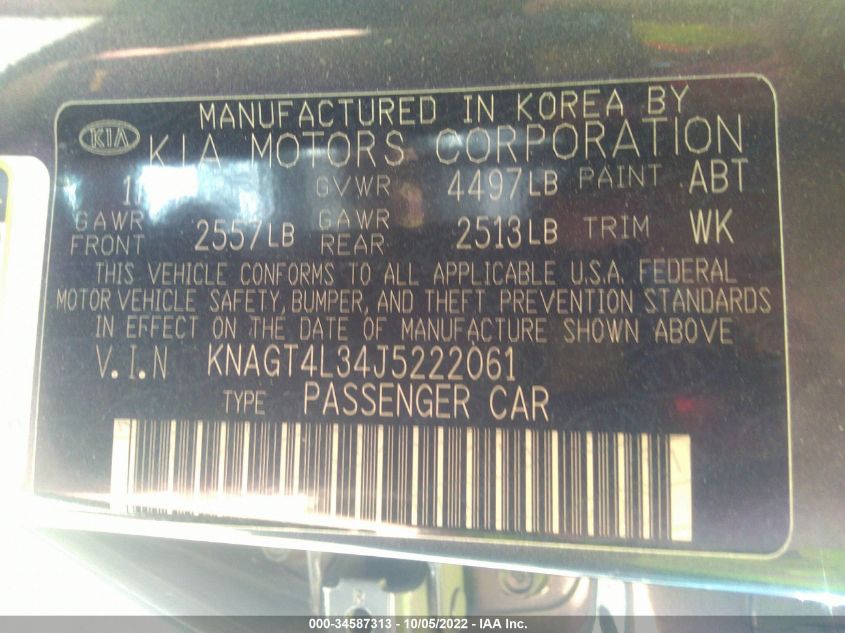 MANUFACTURED IN KOREA BY
KIA KIA MOTORS CORPORATION
GVWR 4497LB PAINT ABT
GAWR FRONT 2557LB GAWR REAR 2513LB TRIM WK
THIS VEHICLE CONFORMS TO ALL APPLICABLE U.S.A. FEDERAL
MOTOR VEHICLE SAFETY, BUMPER, AND THEFT PREVENTION STANDARDS
IN EFFECT ON THE DATE OF MANUFACTURE SHOWN ABOVE
V.I.N KNAGT4L34J5222061
TYPE PASSENGER CAR
000-34587313 - 10/05/2022 - IAA Inc.